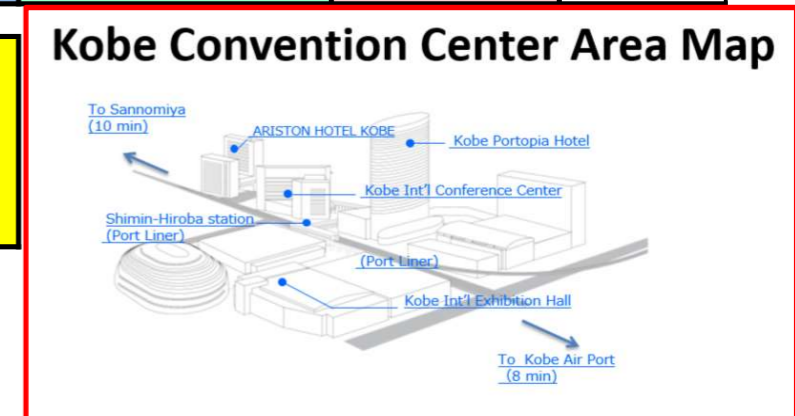 Kobe Convention Center Area Map
To Sannomiya
(10 min)
ARISTON HOTEL KOBE
Kobe Portopia Hotel
Kobe Int'l Conference Center
Shimin-Hiroba station
(Port Liner)
(Port Liner)
Kobe Int'l Exhibition Hall
To Kobe Air Port
(8 min)